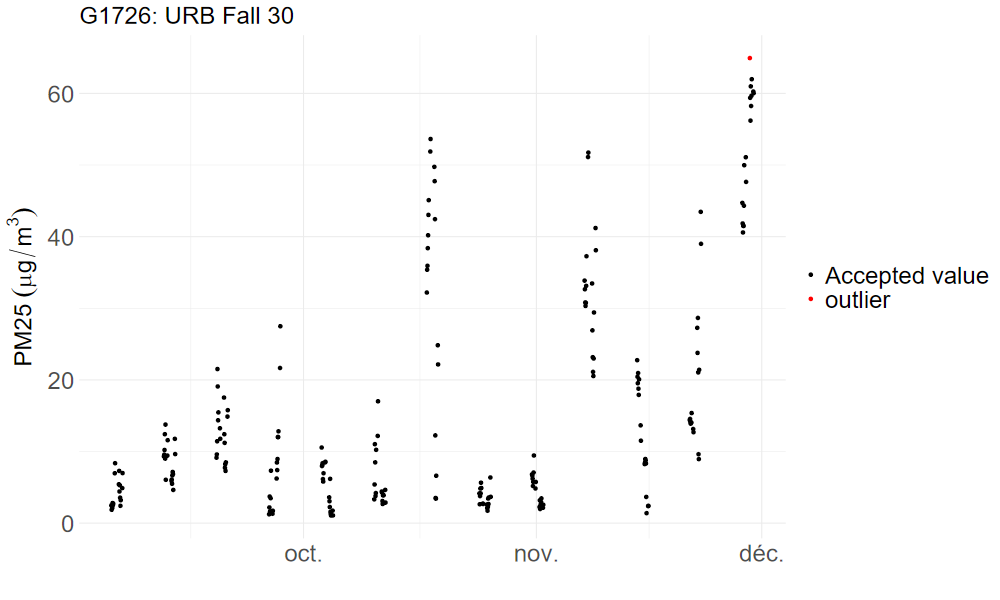 G1726: URB Fall 30
PM25 (μg/m³)
60
40
20
0
oct.
nov.
déc.
Accepted value
outlier